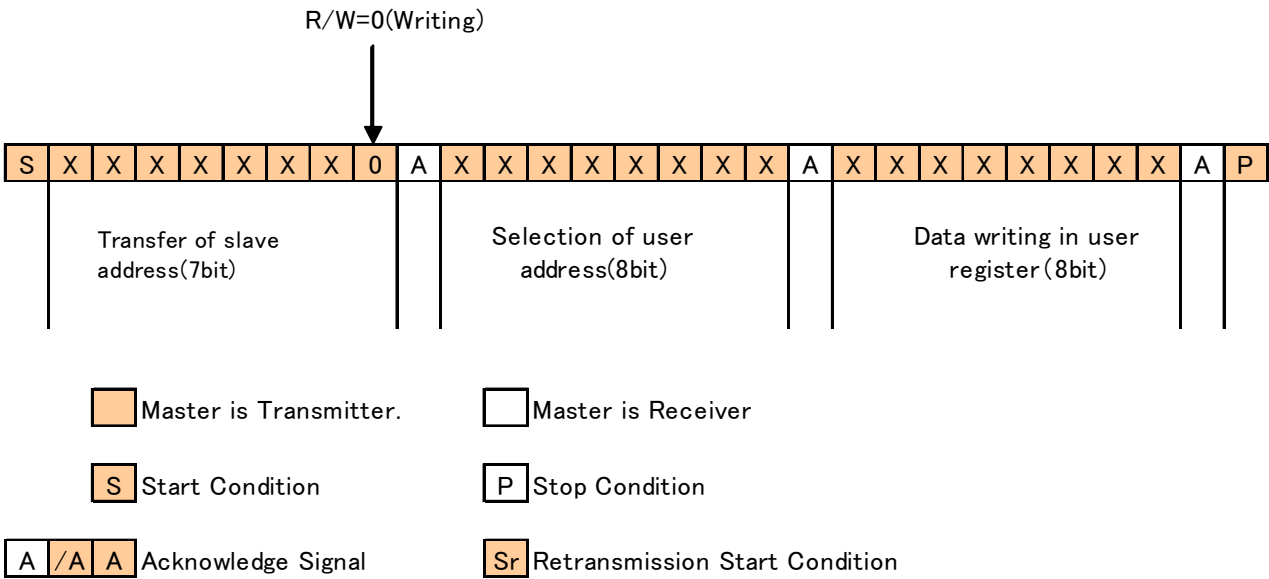 R/W=0(Writing)
S X X X X X X X 0 A X X X X X X X X A X X X X X X X X A P
Transfer of slave
address(7bit)
Selection of user
address(8bit)
Data writing in user
register(8bit)
Master is Transmitter.
Master is Receiver
S Start Condition
P Stop Condition
A /A A Acknowledge Signal
Sr Retransmission Start Condition